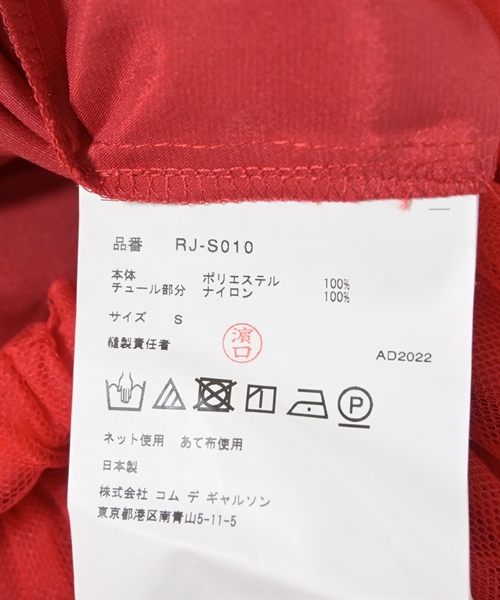 品番 RJ-S010
本体 ポリエステル 100%
チュール部分 ナイロン 100%
サイズ S
縫製責任者 濱口 AD2022
P
ネット使用 あて布使用
日本製
株式会社 コム デ ギャルソン
東京都港区南青山5-11-5